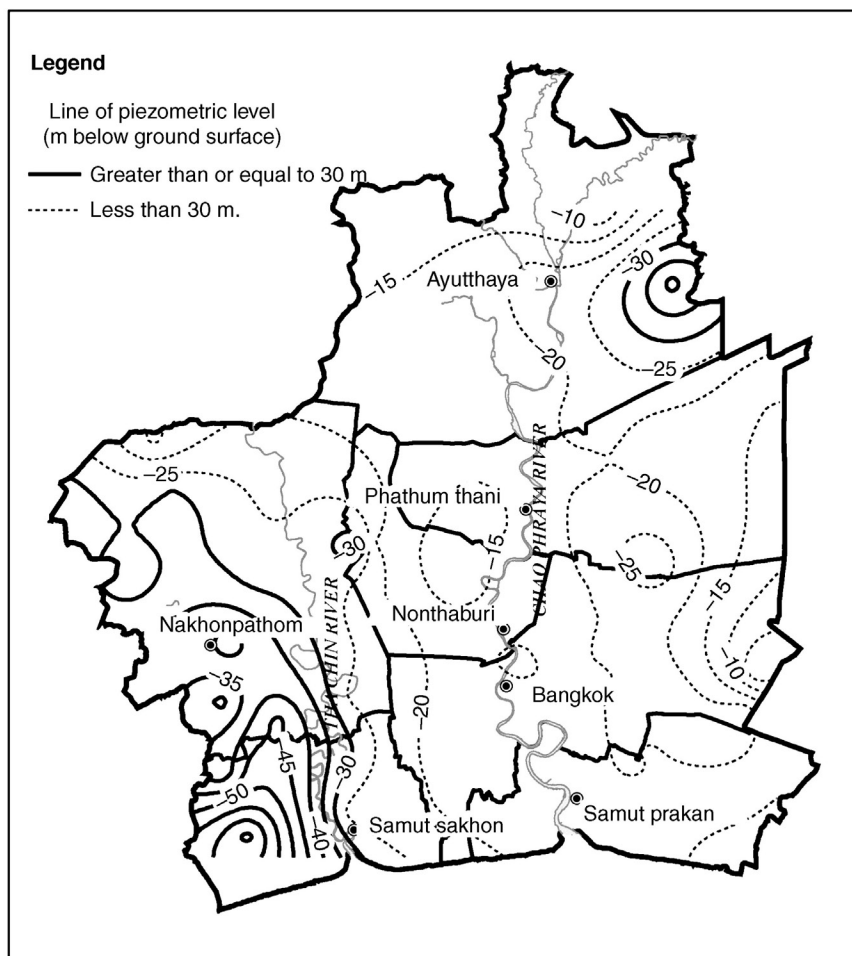 Legend
Line of piezometric level
(m below ground surface)
Greater than or equal to 30 m
Less than 30 m.
–10
–30
–15
Ayutthaya
–20
–25
CHAO PHRAYA RIVER
–25
–20
Phathum thani
–30
–15
–25
–15
Nonthaburi
THA CHIN RIVER
Nakhonpathom
–10
–35
Bangkok
–20
–45
–30
–50
Samut prakan
–40
Samut sakhon